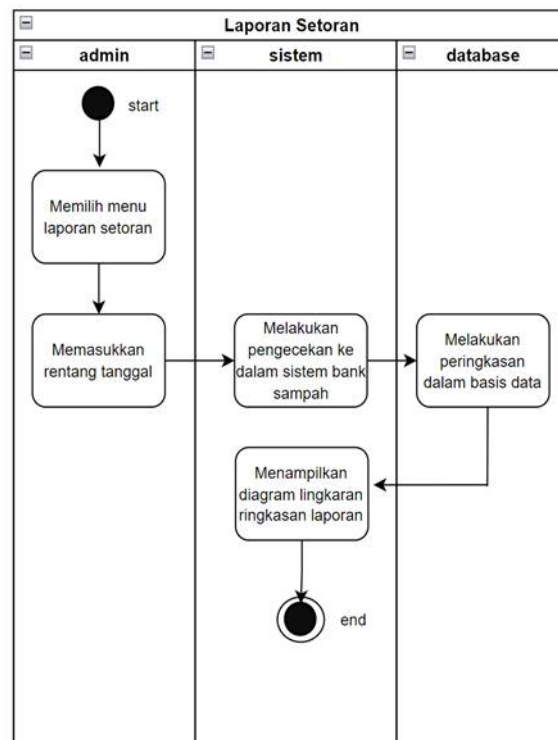 Laporan Setoran
admin
sistem
database
start
Memilih menu
laporan setoran
Memasukkan
rentang tanggal
Melakukan
pengecekan ke
dalam sistem bank
sampah
Melakukan
peringkasan
dalam basis data
Menampilkan
diagram lingkaran
ringkasan laporan
end